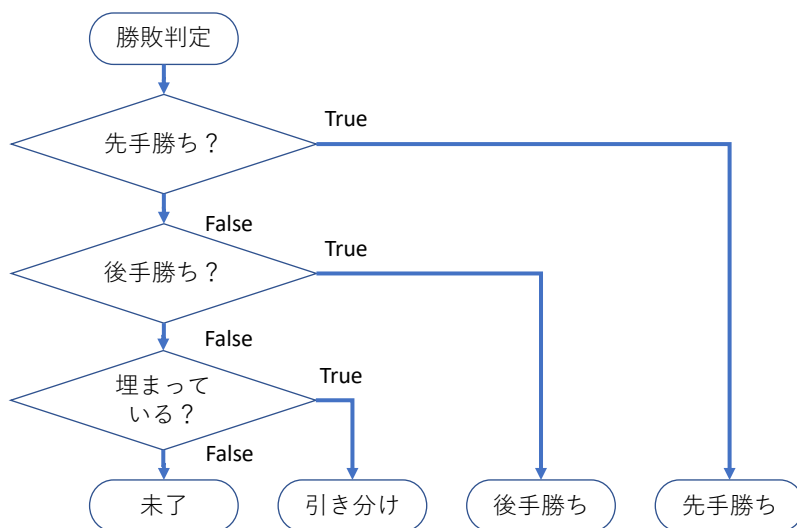 勝敗判定
先手勝ち？
True
False
後手勝ち？
True
False
埋まって
いる？
True
False
未了
引き分け
後手勝ち
先手勝ち